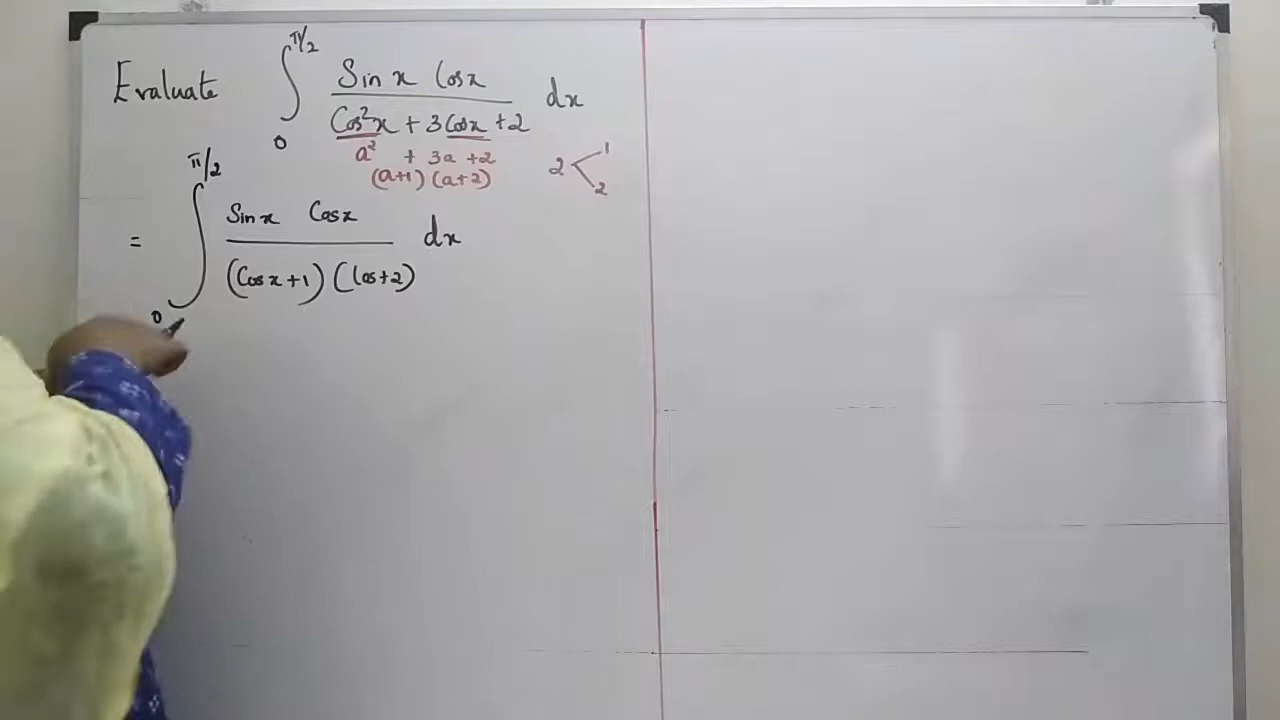 Evaluate ∫₀^π/2 Sin x Cos x / Cos²x + 3 Cos x + 2 dx
a² + 3a + 2
(a+1) (a+2) 2 < 1 2
= ∫₀^π/2 Sin x Cos x / (Cos x + 1) (Cos + 2) dx